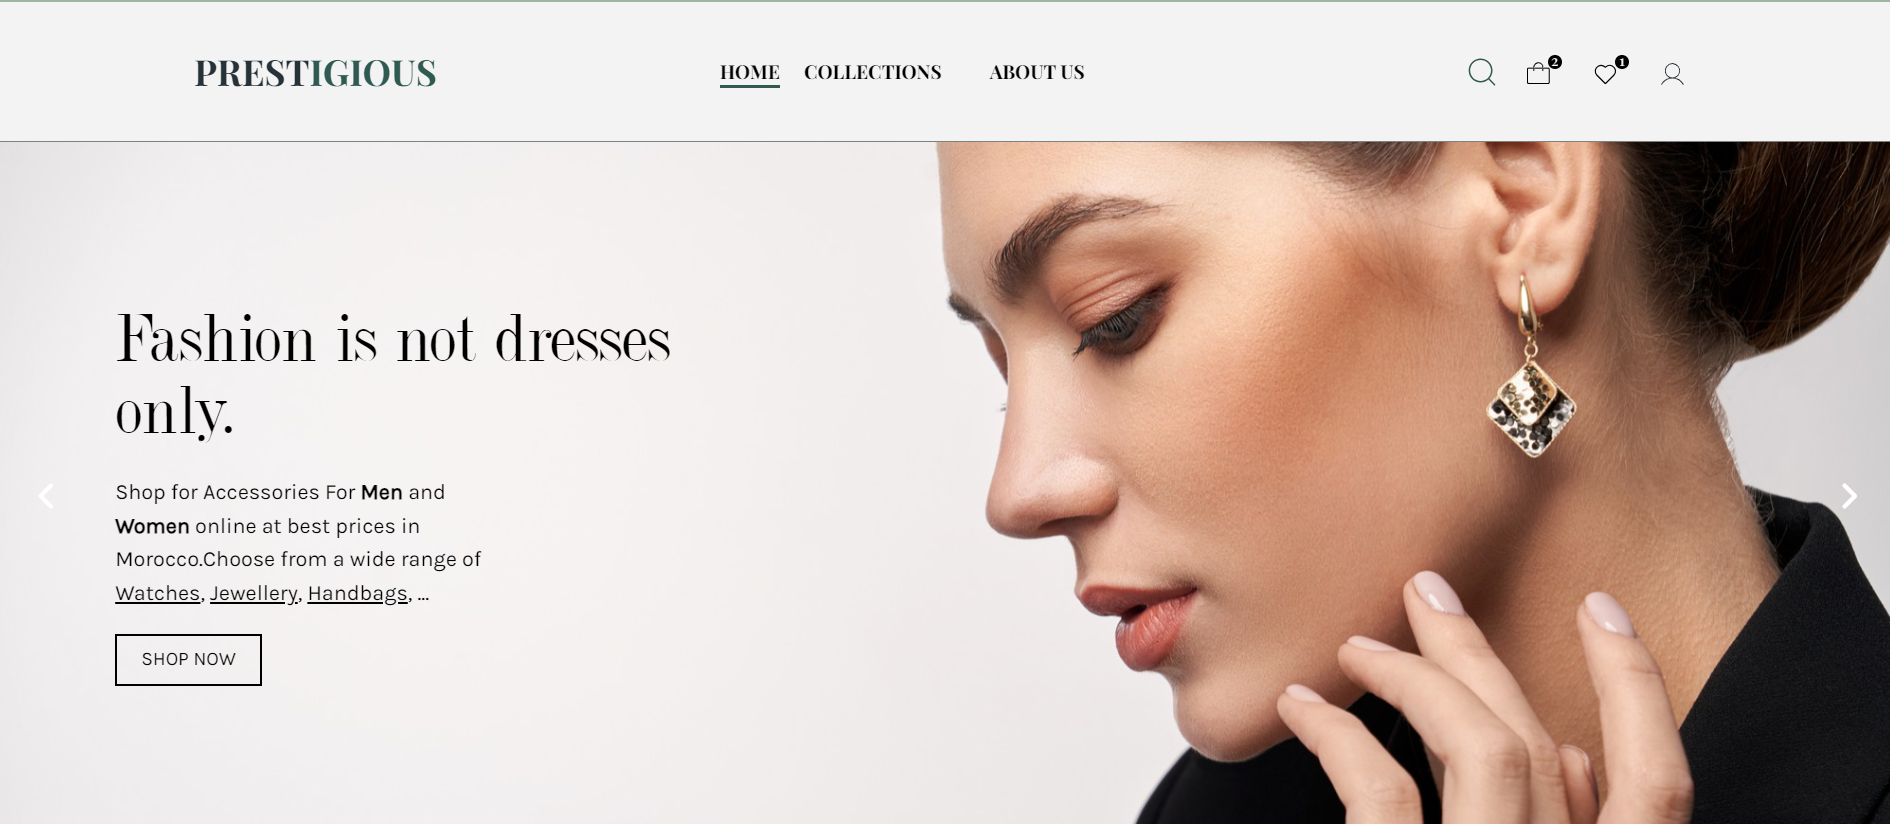 PRESTIGIOUS
HOME COLLECTIONS ABOUT US
2 1
Fashion is not dresses
only.
Shop for Accessories For Men and
Women online at best prices in
Morocco.Choose from a wide range of
Watches, Jewellery, Handbags, ...
SHOP NOW